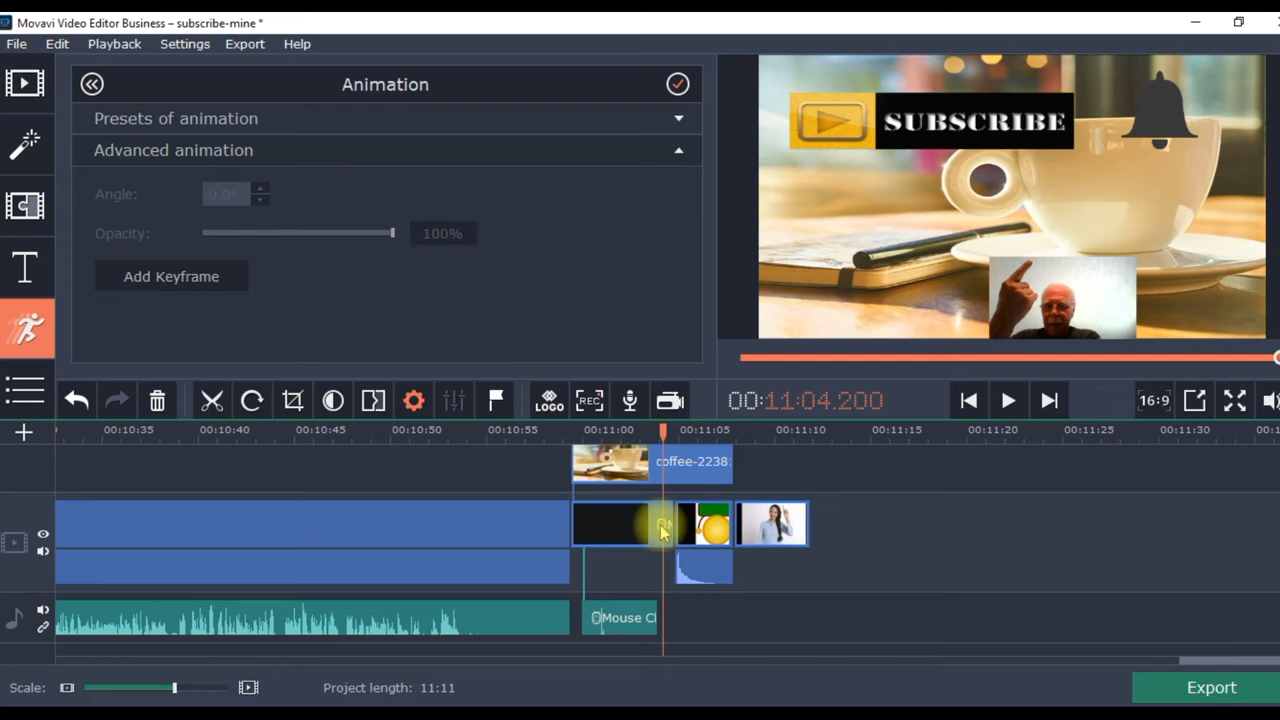 Movavi Video Editor Business – subscribe-mine *
File Edit Playback Settings Export Help
Animation
Presets of animation
Advanced animation
Angle: 0.0°
Opacity: 100%
Add Keyframe
SUBSCRIBE
LOGO REC 00:11:04.200 16:9
00:10:35 00:10:40 00:10:45 00:10:50 00:10:55 00:11:00 00:11:05 00:11:10 00:11:15 00:11:20 00:11:25 00:11:30
coffee-2238
Mouse Cl
Scale: Project length: 11:11 Export